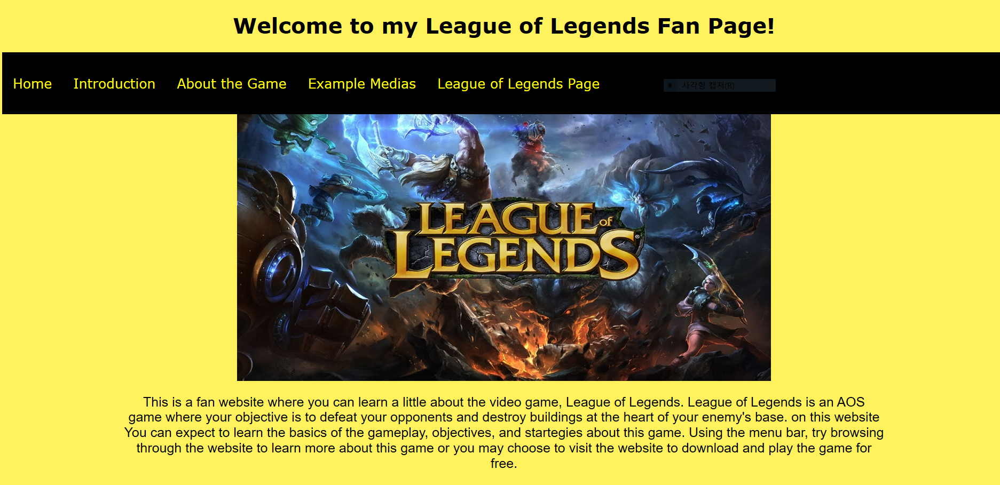 Welcome to my League of Legends Fan Page!
Home Introduction About the Game Example Medias League of Legends Page
사각형 캡처(R)
LEAGUE of
LEGENDS®
This is a fan website where you can learn a little about the video game, League of Legends. League of Legends is an AOS
game where your objective is to defeat your opponents and destroy buildings at the heart of your enemy's base. on this website
You can expect to learn the basics of the gameplay, objectives, and startegies about this game. Using the menu bar, try browsing
through the website to learn more about this game or you may choose to visit the website to download and play the game for
free.